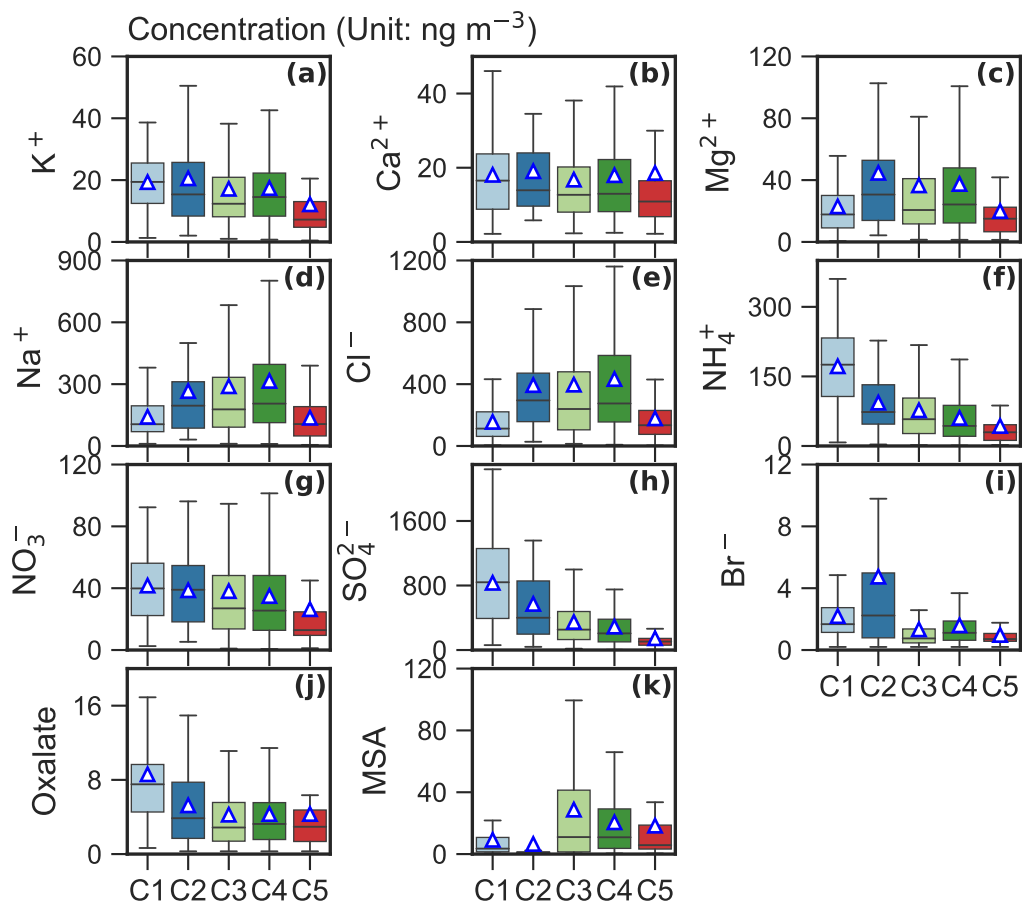 Concentration (Unit: ng m⁻³)
K⁺ 60 40 20 0 (a)
Ca²⁺ 40 20 0 (b)
Mg²⁺ 120 80 40 0 (c)
Na⁺ 900 600 300 0 (d)
Cl⁻ 1200 800 400 0 (e)
NH₄⁺ 300 150 0 (f)
NO₃⁻ 120 80 40 0 (g)
SO₄²⁻ 1600 800 0 (h)
Br⁻ 12 8 4 0 (i)
C1 C2 C3 C4 C5
Oxalate 16 8 0 (j)
MSA 120 80 40 0 (k)
C1 C2 C3 C4 C5
C1 C2 C3 C4 C5